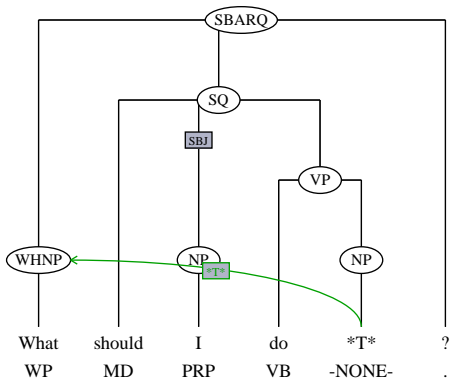 SBARQ
SQ
SBJ
VP
WHNP NP NP
*T*
What should I do *T* ?
WP MD PRP VB -NONE- .